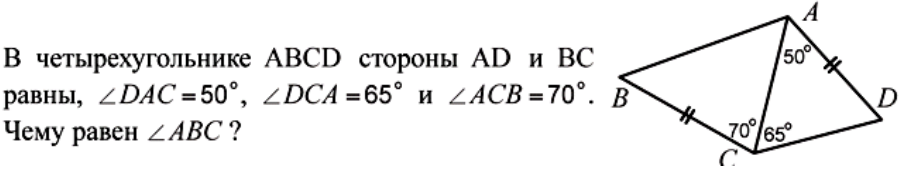 В четырехугольнике ABCD стороны AD и BC
равны, ∠DAC = 50°, ∠DCA = 65° и ∠ACB = 70°.
Чему равен ∠ABC ?
A
50°
B
D
70° 65°
C